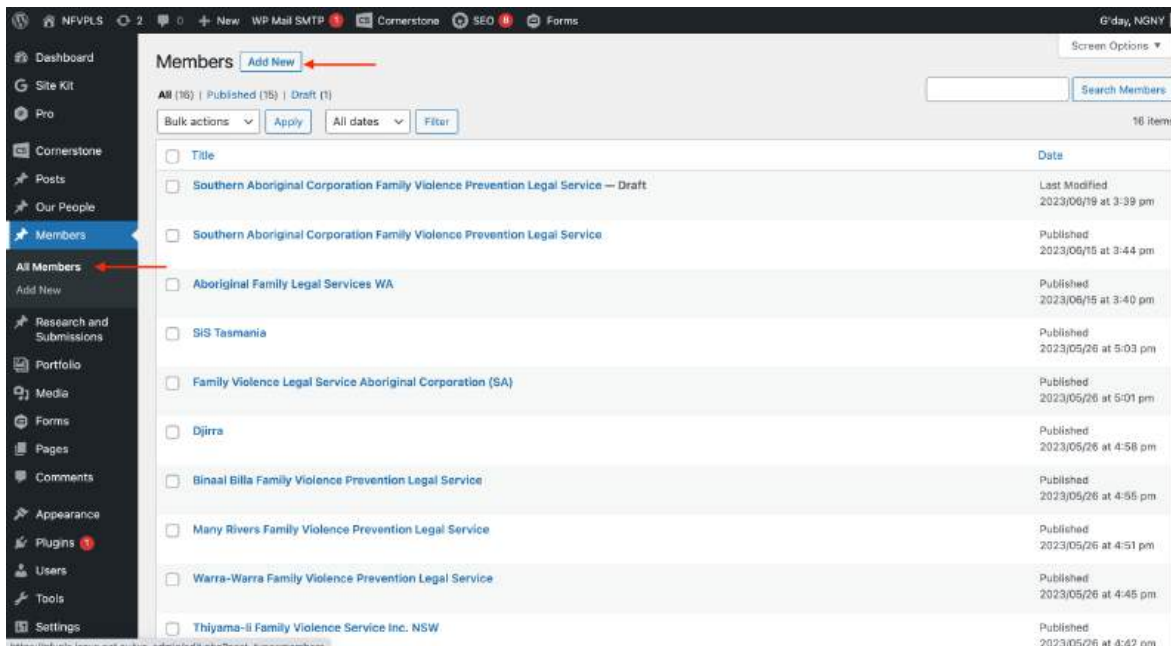 NFVPLS 2 0 + New WP Mail SMTP 1 CS Cornerstone SEO 8 Forms G'day, NGNY
Screen Options ▼
Dashboard
Site Kit
Pro
Cornerstone
Posts
Our People
Members
All Members
Add New
Research and
Submissions
Portfolio
Media
Forms
Pages
Comments
Appearance
Plugins 1
Users
Tools
Settings
Members Add New
All (16) | Published (15) | Draft (1)
Search Members
Bulk actions Apply All dates Filter
16 items
Title Date
Southern Aboriginal Corporation Family Violence Prevention Legal Service — Draft
Last Modified
2023/06/19 at 3:39 pm
Southern Aboriginal Corporation Family Violence Prevention Legal Service
Published
2023/06/15 at 3:44 pm
Aboriginal Family Legal Services WA
Published
2023/06/15 at 3:40 pm
SiS Tasmania
Published
2023/05/26 at 5:03 pm
Family Violence Legal Service Aboriginal Corporation (SA)
Published
2023/05/26 at 5:01 pm
Djirra
Published
2023/05/26 at 4:58 pm
Binaal Billa Family Violence Prevention Legal Service
Published
2023/05/26 at 4:55 pm
Many Rivers Family Violence Prevention Legal Service
Published
2023/05/26 at 4:51 pm
Warra-Warra Family Violence Prevention Legal Service
Published
2023/05/26 at 4:45 pm
Thiyama-li Family Violence Service Inc. NSW
Published
2023/05/26 at 4:42 pm